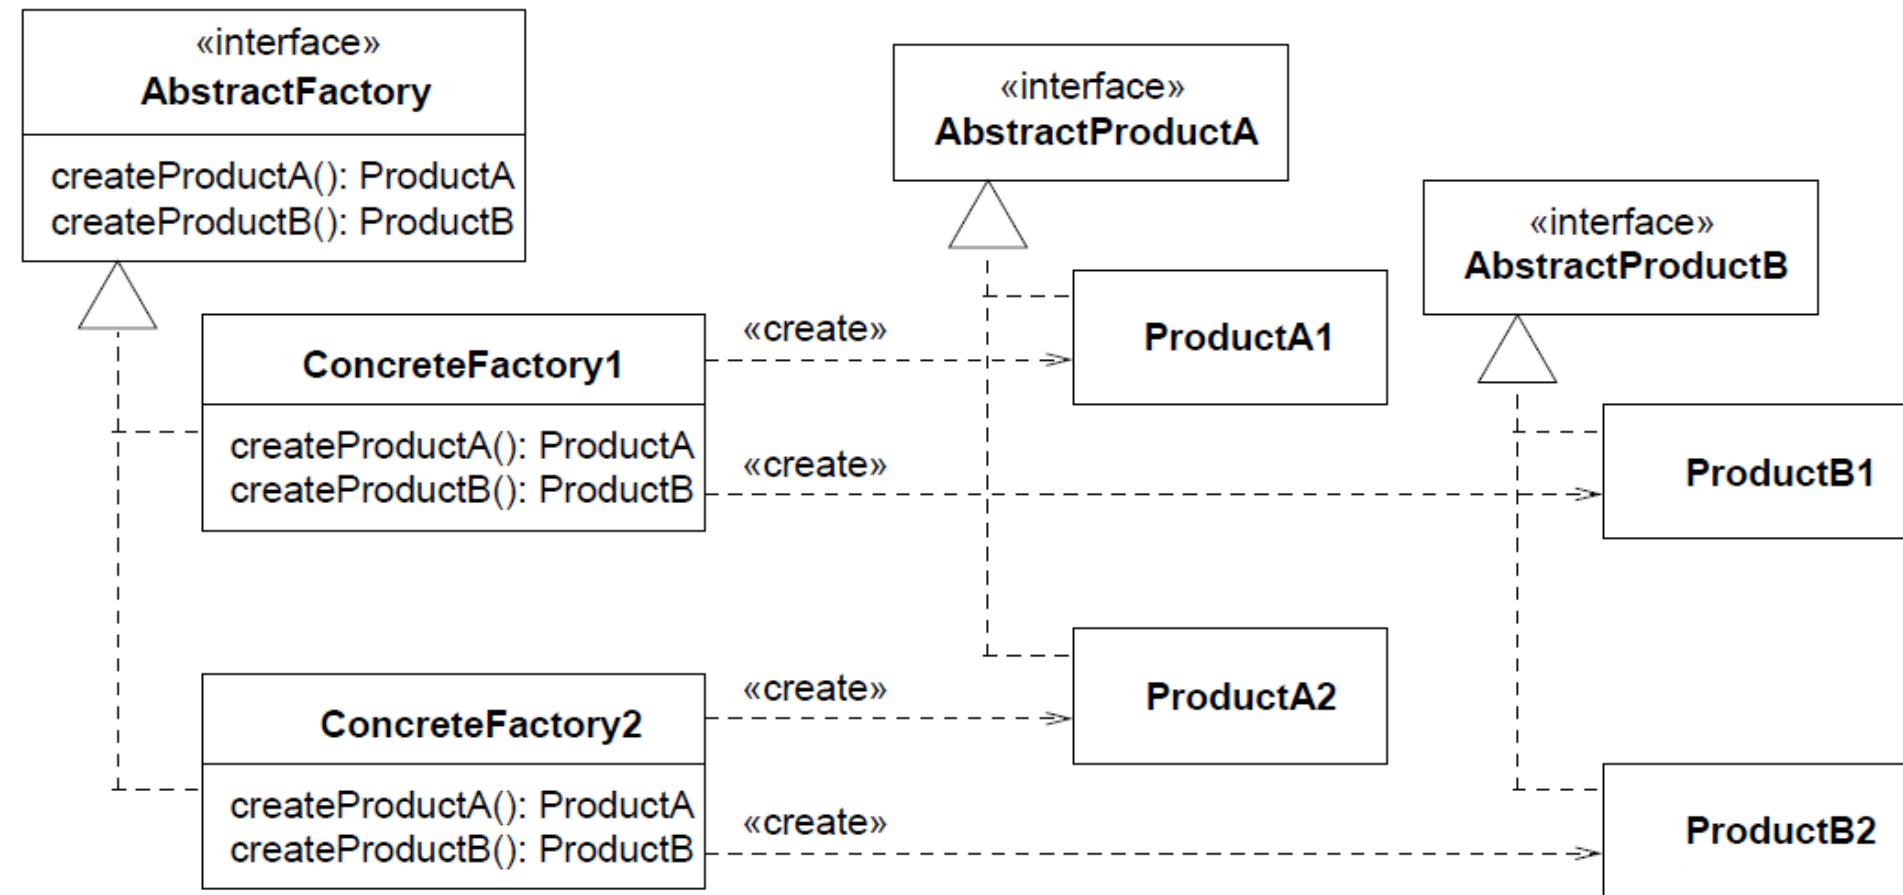 «interface»
AbstractFactory
createProductA(): ProductA
createProductB(): ProductB
«interface»
AbstractProductA
«interface»
AbstractProductB
ConcreteFactory1
createProductA(): ProductA
createProductB(): ProductB
«create»
«create»
ProductA1
ProductB1
ConcreteFactory2
createProductA(): ProductA
createProductB(): ProductB
«create»
«create»
ProductA2
ProductB2